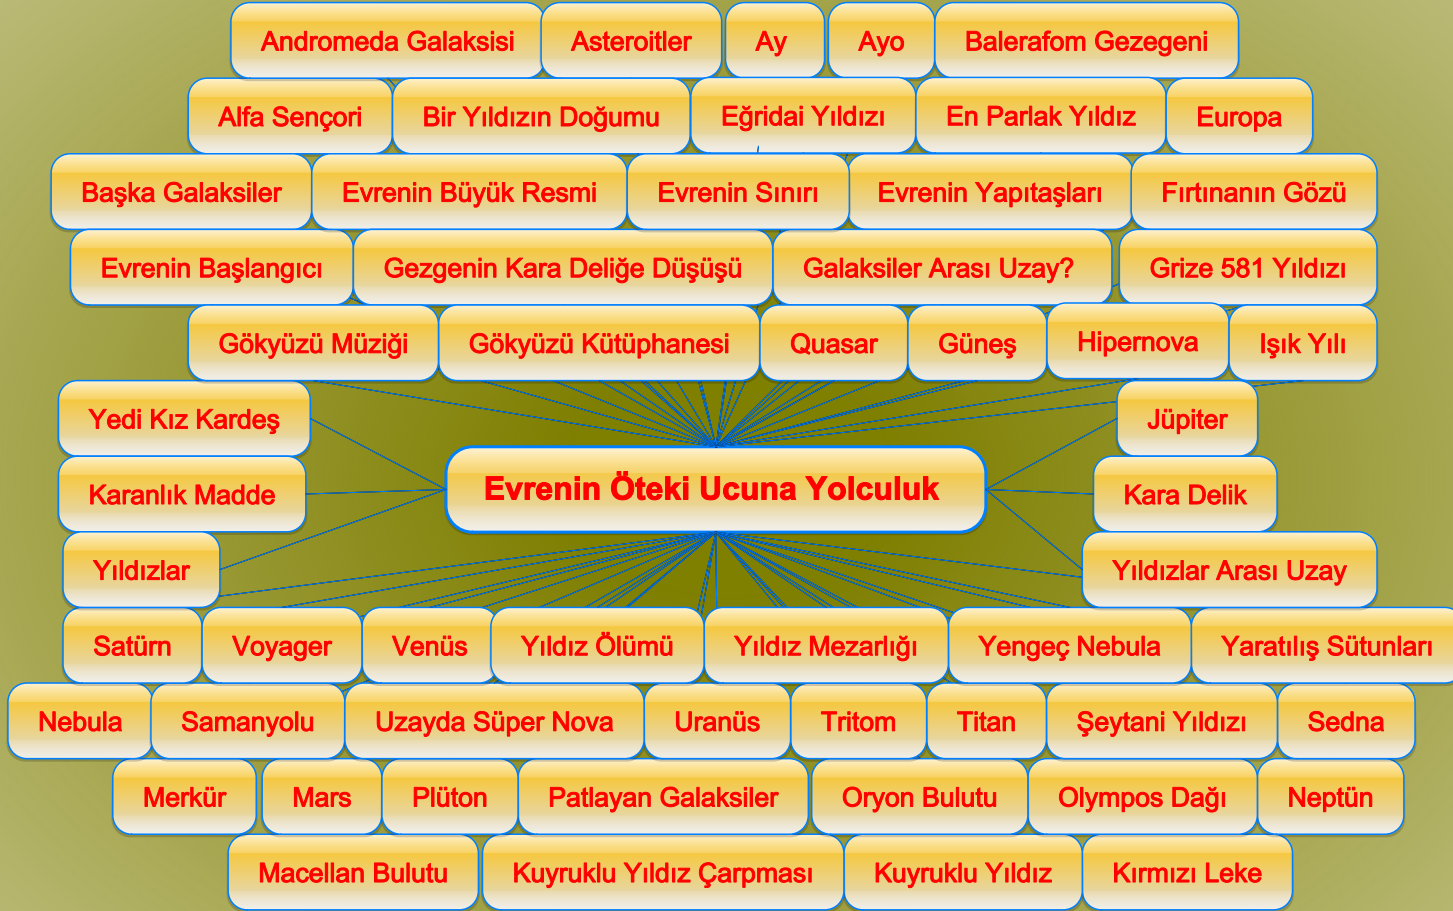 Andromeda Galaksisi Asteroitler Ay Ayo Balerafom Gezegeni
Alfa Sençori Bir Yıldızın Doğumu Eğridai Yıldızı En Parlak Yıldız Europa
Başka Galaksiler Evrenin Büyük Resmi Evrenin Sınırı Evrenin Yapıtaşları Fırtınanın Gözü
Evrenin Başlangıcı Gezgenin Kara Deliğe Düşüşü Galaksiler Arası Uzay? Grize 581 Yıldızı
Gökyüzü Müziği Gökyüzü Kütüphanesi Quasar Güneş Hipernova Işık Yılı
Yedi Kız Kardeş Jüpiter
Karanlık Madde Evrenin Öteki Ucuna Yolculuk Kara Delik
Yıldızlar Yıldızlar Arası Uzay
Satürn Voyager Venüs Yıldız Ölümü Yıldız Mezarlığı Yengeç Nebula Yaratılış Sütunları
Nebula Samanyolu Uzayda Süper Nova Uranüs Tritom Titan Şeytani Yıldızı Sedna
Merkür Mars Plüton Patlayan Galaksiler Oryon Bulutu Olympos Dağı Neptün
Macellan Bulutu Kuyruklu Yıldız Çarpması Kuyruklu Yıldız Kırmızı Leke